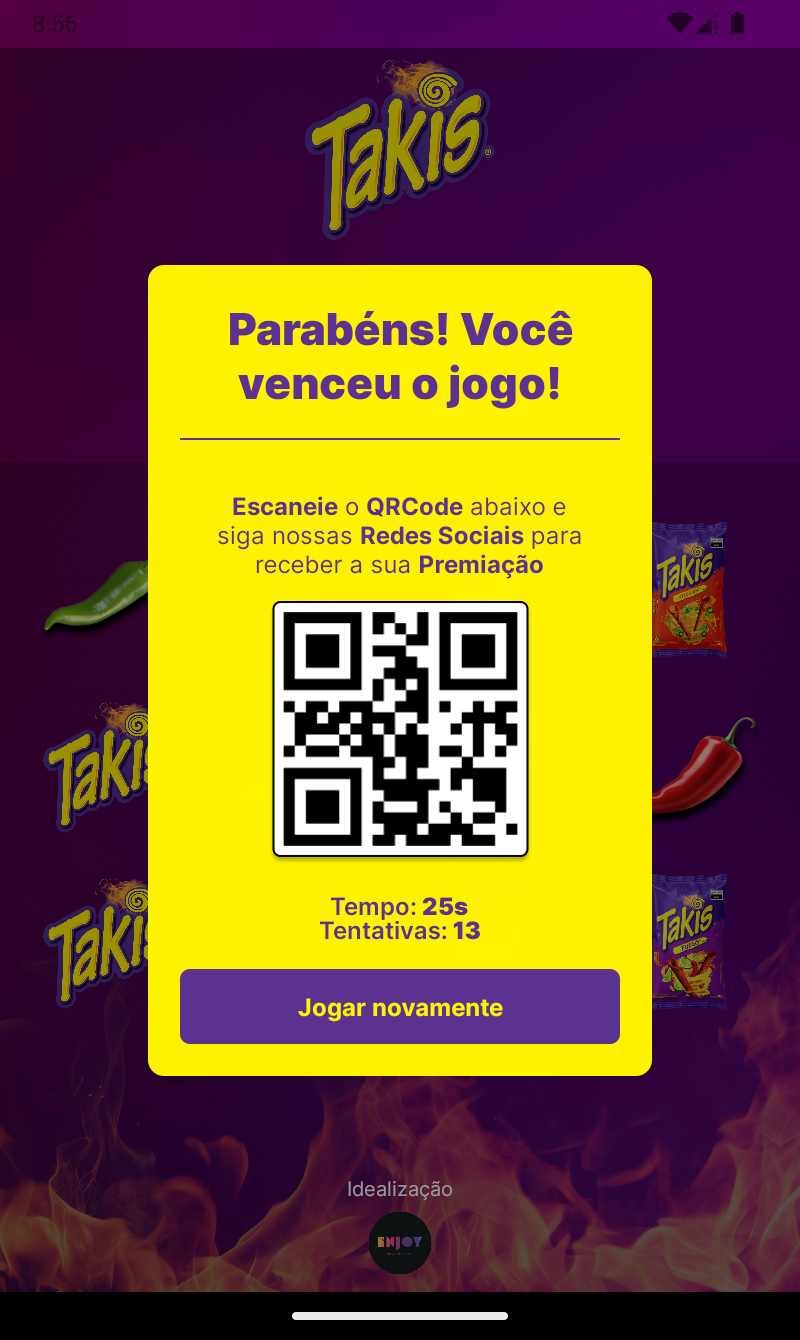 8:56
Takis
Parabéns! Você
venceu o jogo!
Escaneie o QRCode abaixo e
siga nossas Redes Sociais para
receber a sua Premiação
Takis
Takis
Takis
Takis
FUEGO
Tempo: 25s
Tentativas: 13
Jogar novamente
Idealização
ENJOY